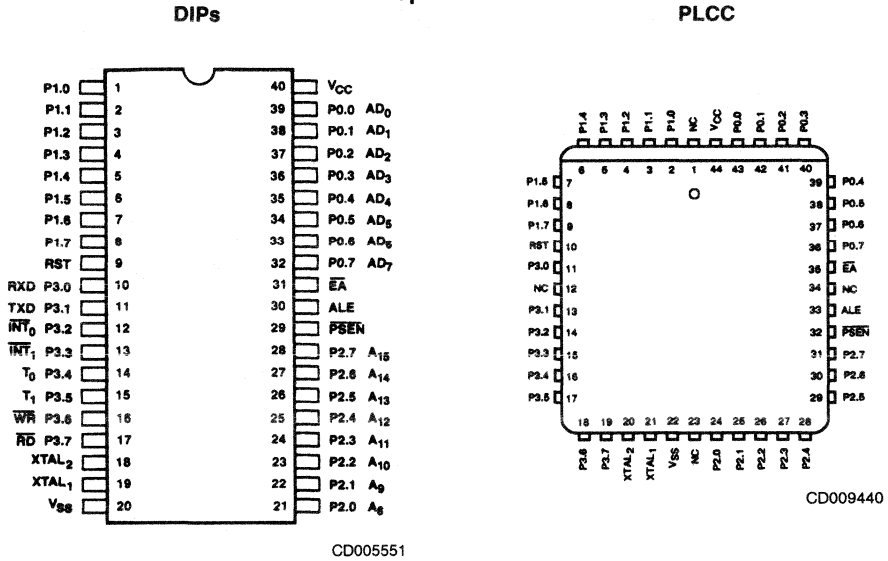 DIPs
P1.0 1 40 VCC
P1.1 2 39 P0.0 AD0
P1.2 3 38 P0.1 AD1
P1.3 4 37 P0.2 AD2
P1.4 5 36 P0.3 AD3
P1.5 6 35 P0.4 AD4
P1.6 7 34 P0.5 AD5
P1.7 8 33 P0.6 AD6
RST 9 32 P0.7 AD7
RXD P3.0 10 31 EA
TXD P3.1 11 30 ALE
INT0 P3.2 12 29 PSEN
INT1 P3.3 13 28 P2.7 A15
T0 P3.4 14 27 P2.6 A14
T1 P3.5 15 26 P2.5 A13
WR P3.6 16 25 P2.4 A12
RD P3.7 17 24 P2.3 A11
XTAL2 18 23 P2.2 A10
XTAL1 19 22 P2.1 A9
VSS 20 21 P2.0 A8
CD005551
PLCC
P1.4 P1.3 P1.2 P1.1 P1.0 NC VCC P0.0 P0.1 P0.2 P0.3
6 5 4 3 2 1 44 43 42 41 40
P1.5 7 39 P0.4
P1.6 8 38 P0.5
P1.7 9 37 P0.6
RST 10 36 P0.7
P3.0 11 35 EA
NC 12 34 NC
P3.1 13 33 ALE
P3.2 14 32 PSEN
P3.3 15 31 P2.7
P3.4 16 30 P2.6
P3.5 17 29 P2.5
18 19 20 21 22 23 24 25 26 27 28
P3.6 P3.7 XTAL2 XTAL1 VSS NC P2.0 P2.1 P2.2 P2.3 P2.4
CD009440